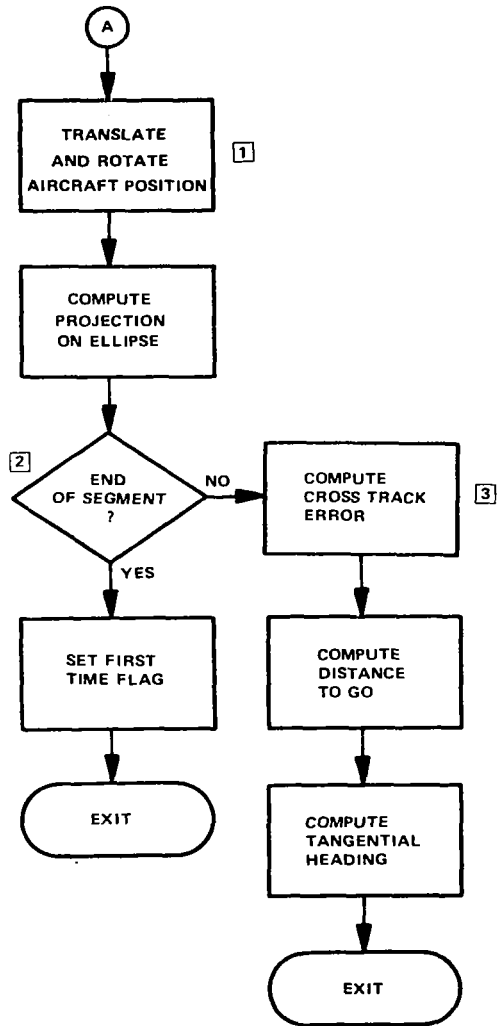 A
TRANSLATE
AND ROTATE
AIRCRAFT POSITION
1
COMPUTE
PROJECTION
ON ELLIPSE
2
END
OF SEGMENT
?
NO
YES
COMPUTE
CROSS TRACK
ERROR
3
SET FIRST
TIME FLAG
EXIT
COMPUTE
DISTANCE
TO GO
COMPUTE
TANGENTIAL
HEADING
EXIT